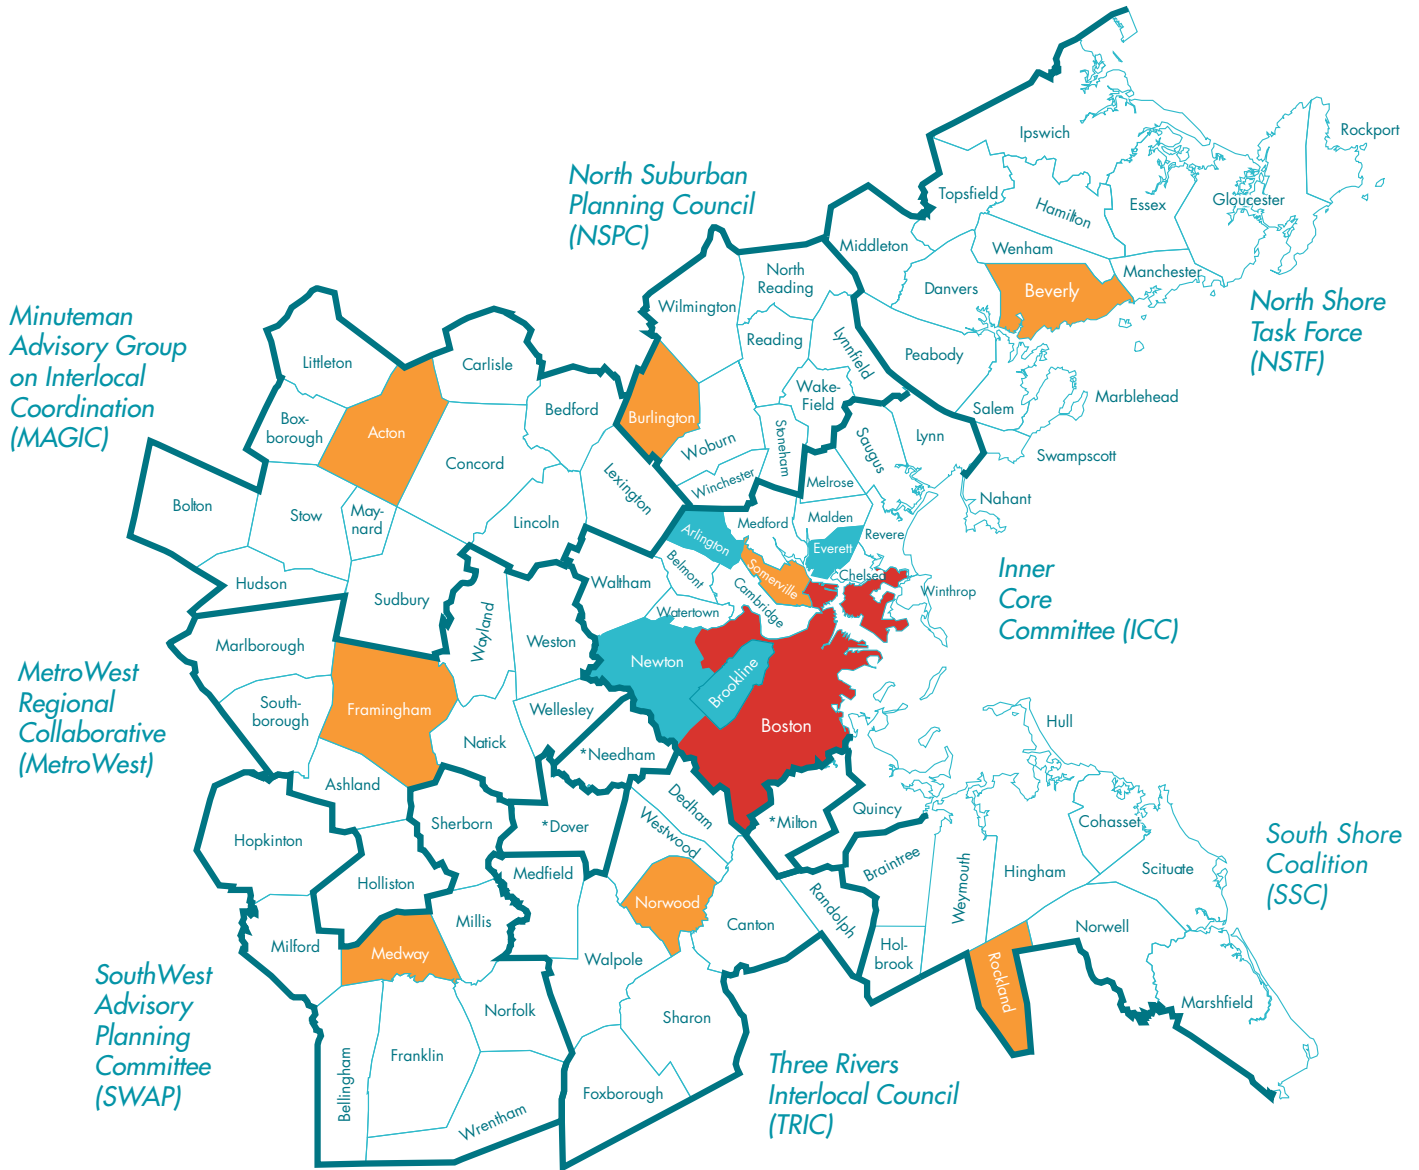 Ipswich
Rockport
North Suburban
Planning Council
(NSPC)
Topsfield
Hamilton
Essex
Gloucester
Middleton
Wenham
Manchester
North
Reading
Danvers
Beverly
North Shore
Task Force
(NSTF)
Wilmington
Minuteman
Advisory Group
on Interlocal
Coordination
(MAGIC)
Reading
Lynnfield
Peabody
Littleton
Carlisle
Wake-
Field
Marblehead
Salem
Box-
borough
Acton
Bedford
Burlington
Woburn
Stoneham
Saugus
Lynn
Swampscott
Concord
Lexington
Winchester
Melrose
Nahant
Bolton
Stow
May-
nard
Lincoln
Arlington
Medford
Malden
Revere
Everett
Hudson
Sudbury
Waltham
Belmont
Somerville
Chelsea
Winthrop
Cambridge
Watertown
Inner
Core
Committee (ICC)
Marlborough
Wayland
Weston
Newton
Brookline
MetroWest
Regional
Collaborative
(MetroWest)
South-
borough
Framingham
Wellesley
Boston
Natick
*Needham
Hull
Ashland
Dedham
Quincy
Hopkinton
Sherborn
*Dover
Westwood
*Milton
Cohasset
South Shore
Coalition
(SSC)
Holliston
Medfield
Braintree
Weymouth
Hingham
Scituate
Norwood
Randolph
Milford
Medway
Millis
Canton
Norwell
Walpole
Hol-
brook
Rockland
SouthWest
Advisory
Planning
Committee
(SWAP)
Norfolk
Sharon
Marshfield
Bellingham
Franklin
Foxborough
Three Rivers
Interlocal Council
(TRIC)
Wrentham